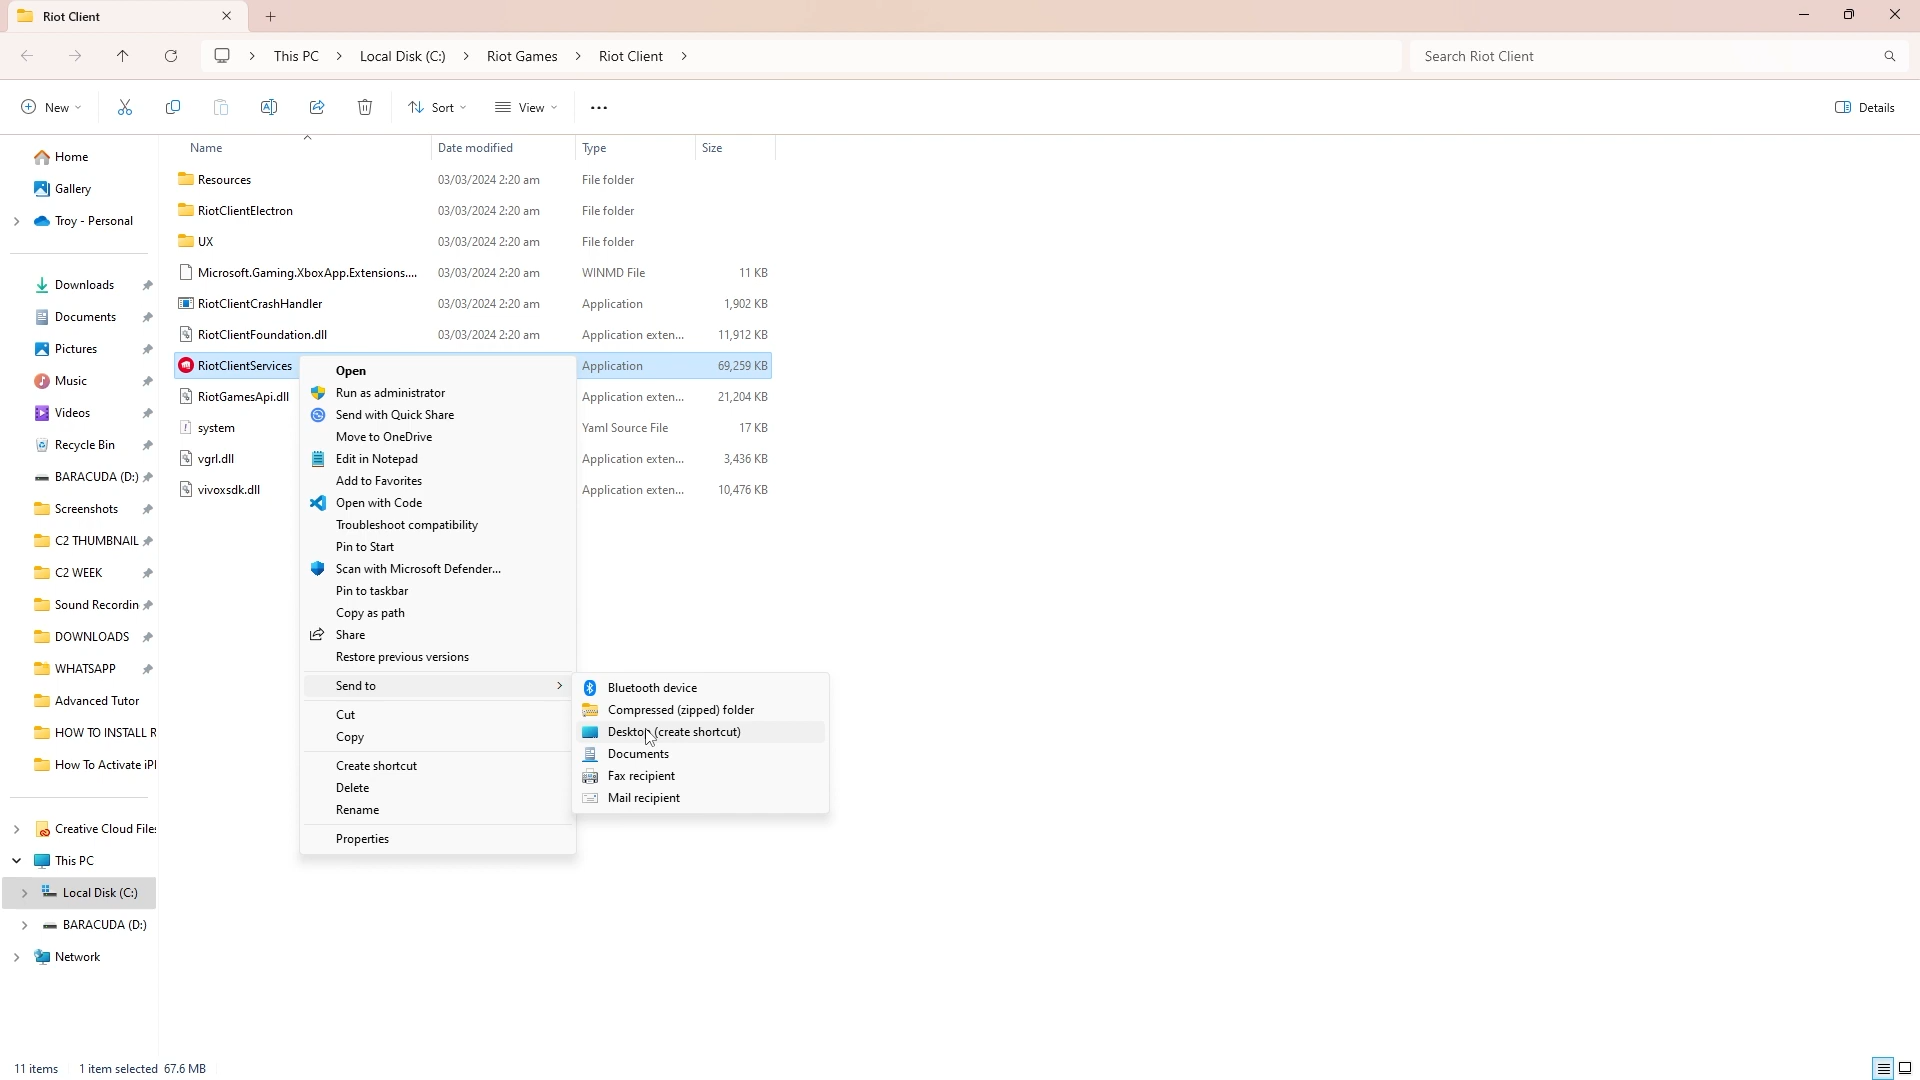 Riot Client
This PC > Local Disk (C:) > Riot Games > Riot Client >
Search Riot Client
New
Sort
View
Details
Name Date modified Type Size
Home
Gallery
Troy - Personal
Downloads
Documents
Pictures
Music
Videos
Recycle Bin
BARACUDA (D:)
Screenshots
C2 THUMBNAIL
C2 WEEK
Sound Recordin
DOWNLOADS
WHATSAPP
Advanced Tutor
HOW TO INSTALL R
How To Activate iPl
Creative Cloud Files
This PC
Local Disk (C:)
BARACUDA (D:)
Network
Resources 03/03/2024 2:20 am File folder
RiotClientElectron 03/03/2024 2:20 am File folder
UX 03/03/2024 2:20 am File folder
Microsoft.Gaming.XboxApp.Extensions.... 03/03/2024 2:20 am WINMD File 11 KB
RiotClientCrashHandler 03/03/2024 2:20 am Application 1,902 KB
RiotClientFoundation.dll 03/03/2024 2:20 am Application exten... 11,912 KB
RiotClientServices Application 69,259 KB
RiotGamesApi.dll Application exten... 21,204 KB
system Yaml Source File 17 KB
vgrl.dll Application exten... 3,436 KB
vivoxsdk.dll Application exten... 10,476 KB
Open
Run as administrator
Send with Quick Share
Move to OneDrive
Edit in Notepad
Add to Favorites
Open with Code
Troubleshoot compatibility
Pin to Start
Scan with Microsoft Defender...
Pin to taskbar
Copy as path
Share
Restore previous versions
Send to
Cut
Copy
Create shortcut
Delete
Rename
Properties
Bluetooth device
Compressed (zipped) folder
Desktop (create shortcut)
Documents
Fax recipient
Mail recipient
11 items 1 item selected 67.6 MB